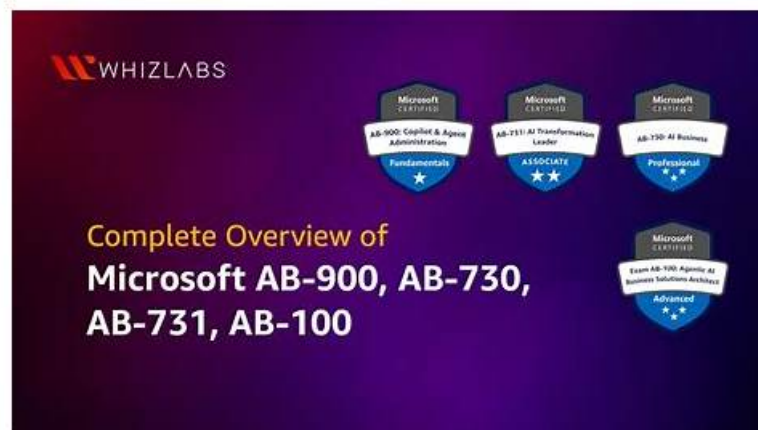 WHIZLABS
Microsoft
CERTIFIED
AB-900: Copilot & Agent
Administration
Fundamentals
Microsoft
CERTIFIED
AB-731: AI Transformation
Leader
ASSOCIATE
Microsoft
CERTIFIED
AB-730: AI Business
Professional
Complete Overview of
Microsoft AB-900, AB-730,
AB-731, AB-100
Microsoft
CERTIFIED
Exam AB-100: Agentic AI
Business Solutions Architect
Advanced